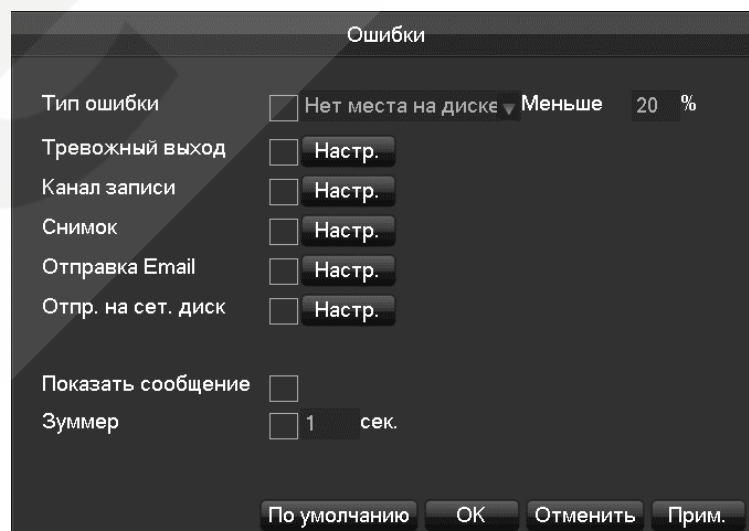 Ошибки
Тип ошибки Нет места на диске Меньше 20 %
Тревожный выход Настр.
Канал записи Настр.
Снимок Настр.
Отправка Email Настр.
Отпр. на сет. диск Настр.
Показать сообщение
Зуммер 1 сек.
По умолчанию OK Отменить Прим.